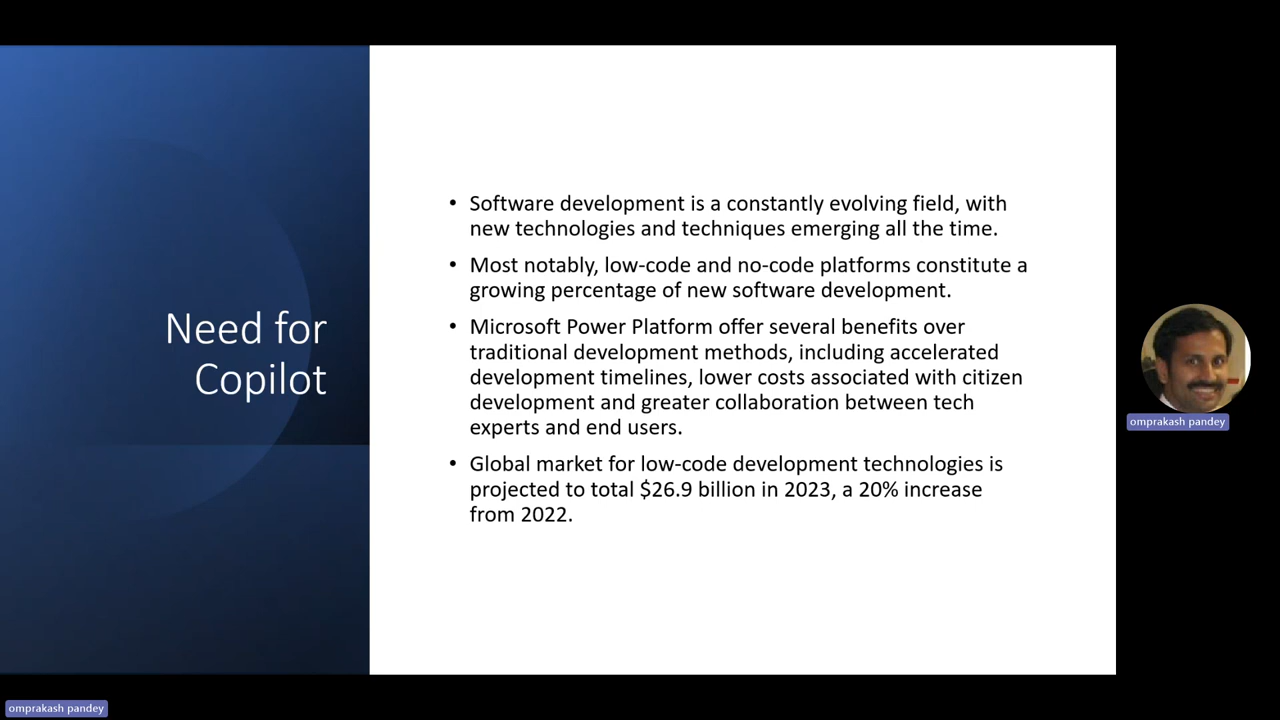 Need for
Copilot
• Software development is a constantly evolving field, with
new technologies and techniques emerging all the time.
• Most notably, low-code and no-code platforms constitute a
growing percentage of new software development.
• Microsoft Power Platform offer several benefits over
traditional development methods, including accelerated
development timelines, lower costs associated with citizen
development and greater collaboration between tech
experts and end users.
• Global market for low-code development technologies is
projected to total $26.9 billion in 2023, a 20% increase
from 2022.
omprakash pandey
omprakash pandey